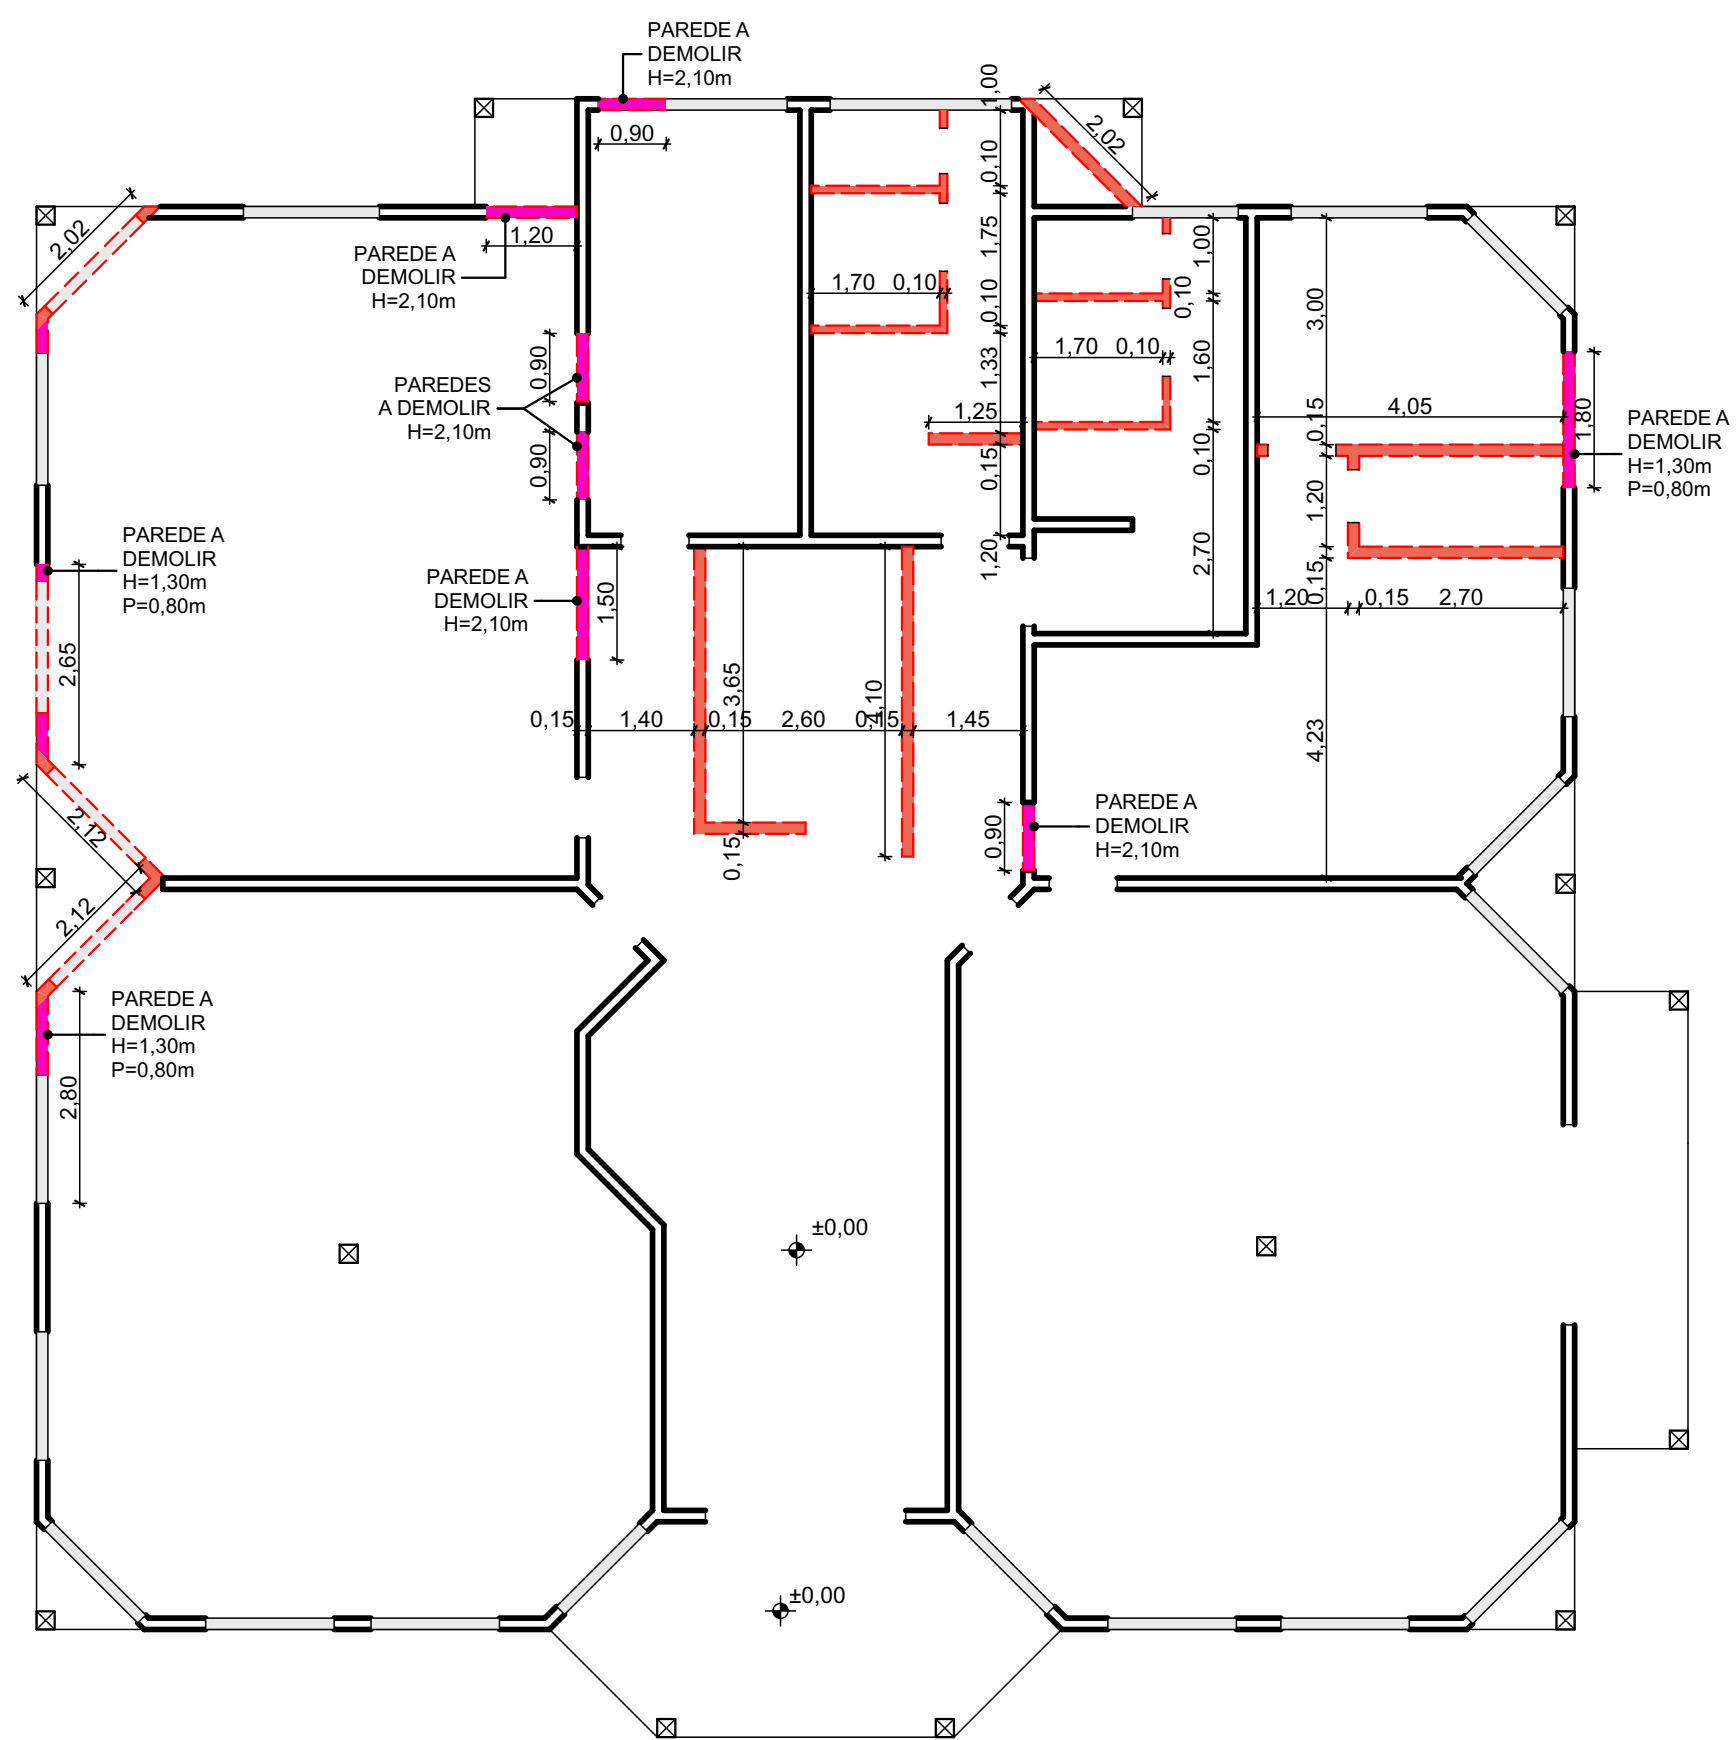 PAREDE A
DEMOLIR
H=2,10m
0,90
1,00
2,02
0,10
2,02
1,20
PAREDE A
DEMOLIR
H=2,10m
1,75
1,00
1,70 0,10
0,10
0,10
3,00
0,90
PAREDES
A DEMOLIR
H=2,10m
0,90
1,33
1,70 0,10
1,60
1,25
0,15
4,05
1,80
PAREDE A
DEMOLIR
H=1,30m
P=0,80m
0,15
0,10
1,20
PAREDE A
DEMOLIR
H=1,30m
P=0,80m
PAREDE A
DEMOLIR
H=2,10m
1,50
1,20
2,70
0,15
1,20
0,15
2,70
2,65
3,65
4,10
0,15
1,40
0,15
2,60
0,15
1,45
4,23
2,12
0,15
0,90
PAREDE A
DEMOLIR
H=2,10m
2,12
PAREDE A
DEMOLIR
H=1,30m
P=0,80m
2,80
±0,00
±0,00